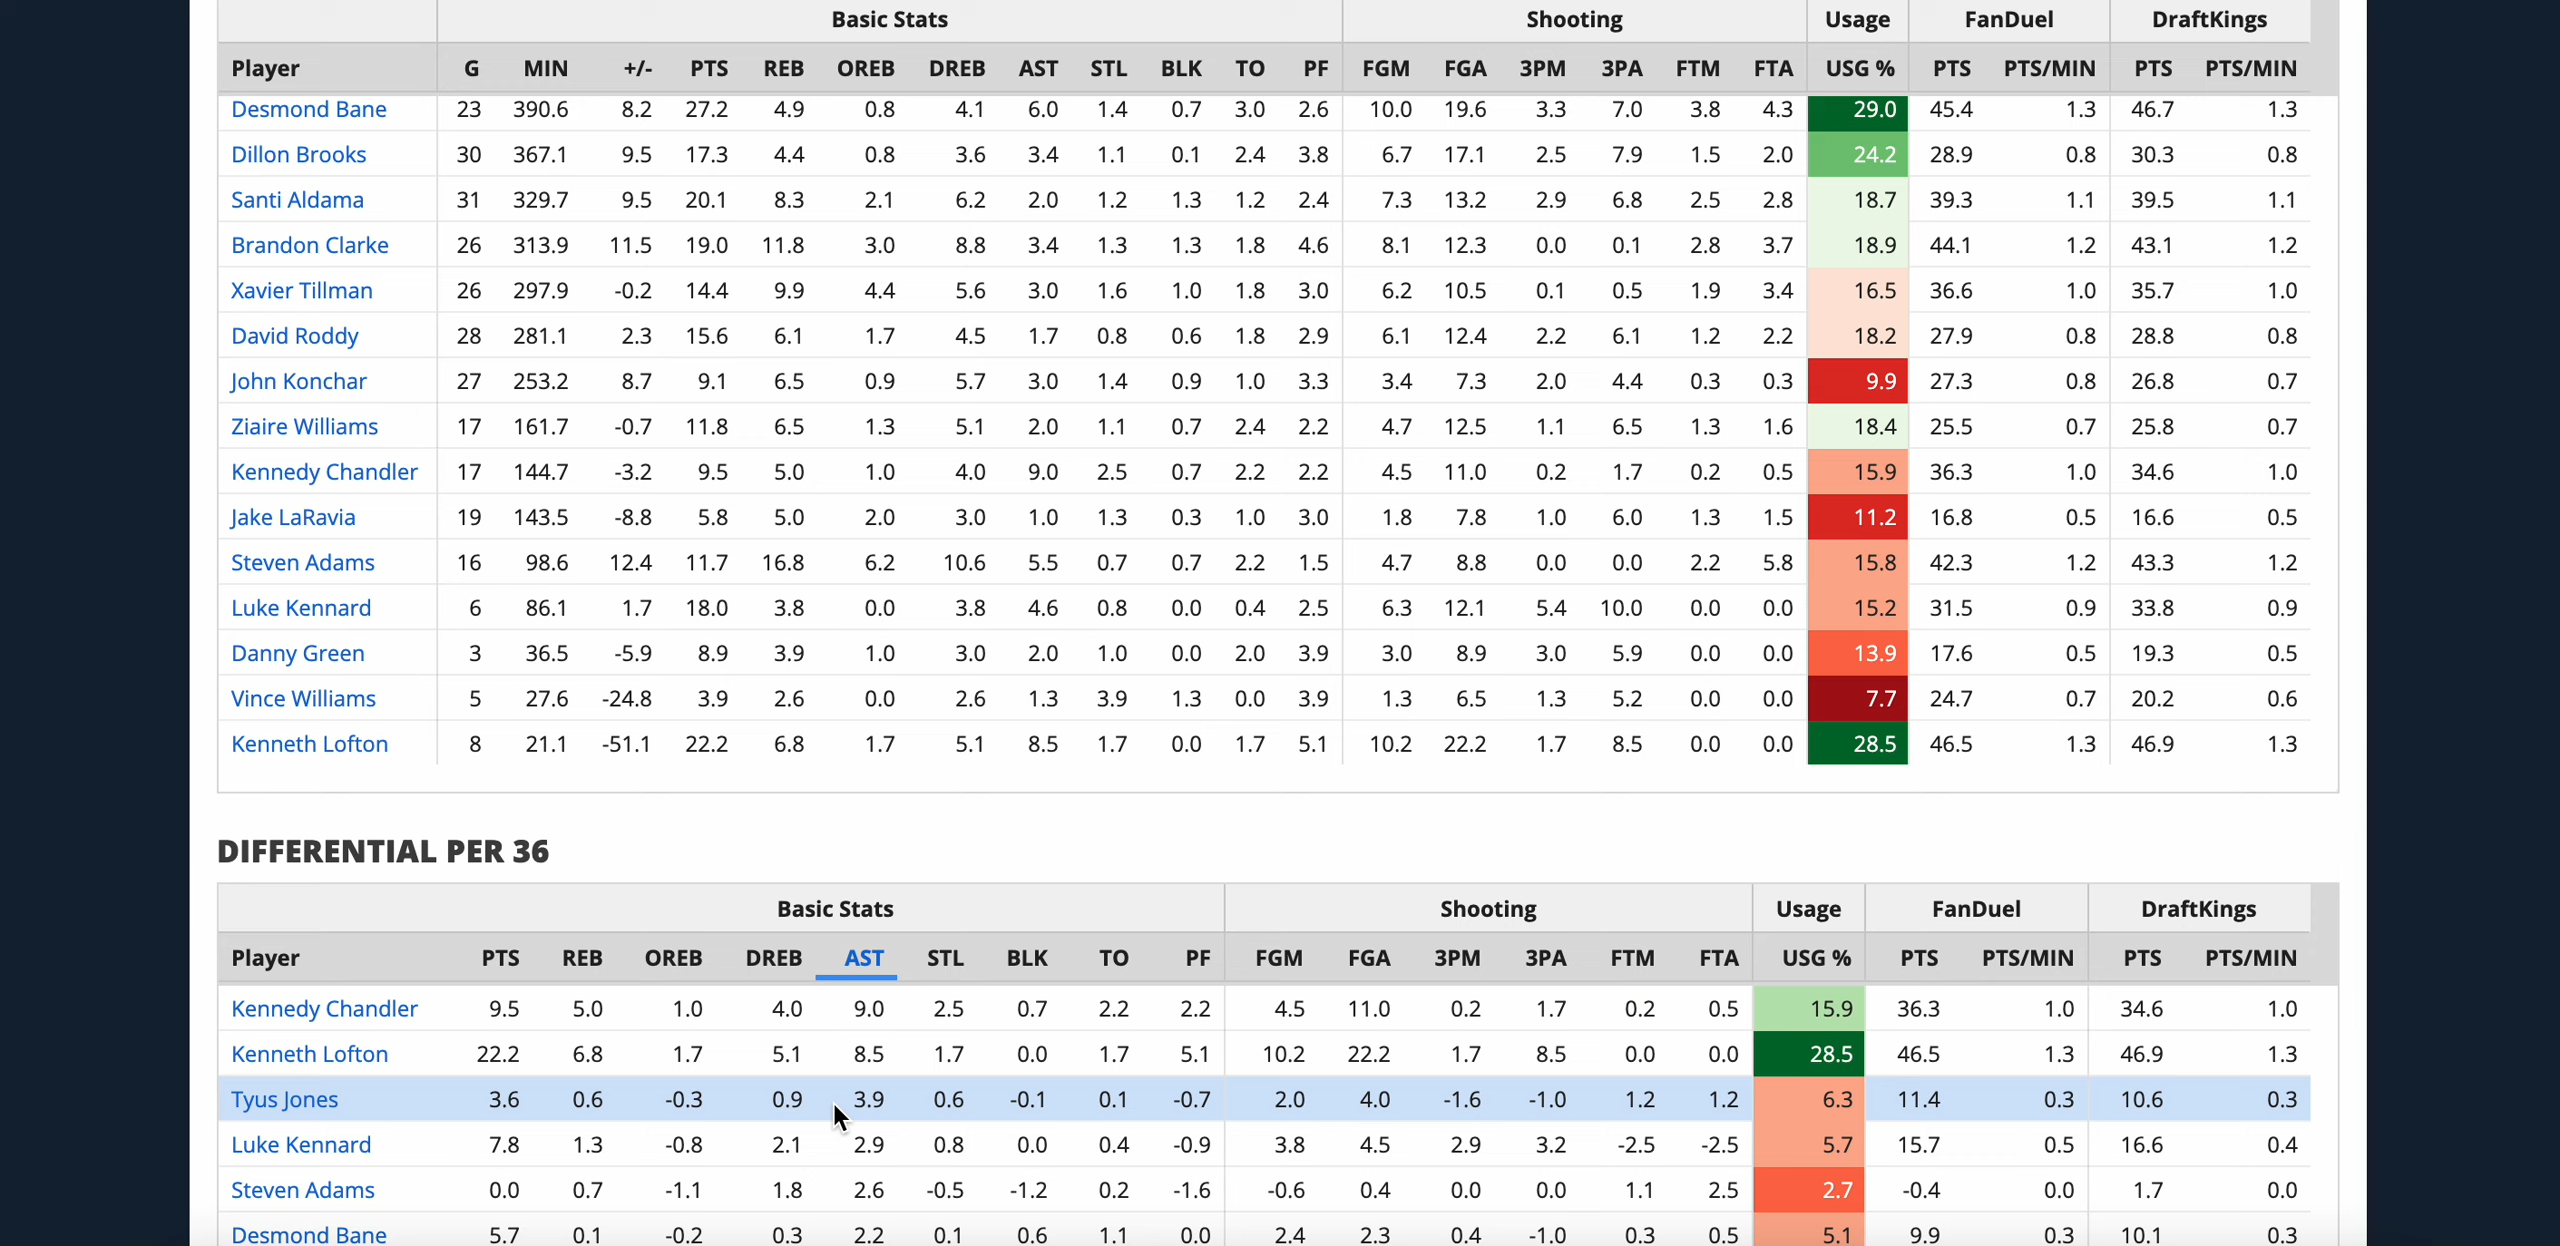 Basic Stats Shooting Usage FanDuel DraftKings
Player G MIN +/- PTS REB OREB DREB AST STL BLK TO PF FGM FGA 3PM 3PA FTM FTA USG % PTS PTS/MIN PTS PTS/MIN
Desmond Bane 23 390.6 8.2 27.2 4.9 0.8 4.1 6.0 1.4 0.7 3.0 2.6 10.0 19.6 3.3 7.0 3.8 4.3 29.0 45.4 1.3 46.7 1.3
Dillon Brooks 30 367.1 9.5 17.3 4.4 0.8 3.6 3.4 1.1 0.1 2.4 3.8 6.7 17.1 2.5 7.9 1.5 2.0 24.2 28.9 0.8 30.3 0.8
Santi Aldama 31 329.7 9.5 20.1 8.3 2.1 6.2 2.0 1.2 1.3 1.2 2.4 7.3 13.2 2.9 6.8 2.5 2.8 18.7 39.3 1.1 39.5 1.1
Brandon Clarke 26 313.9 11.5 19.0 11.8 3.0 8.8 3.4 1.3 1.3 1.8 4.6 8.1 12.3 0.0 0.1 2.8 3.7 18.9 44.1 1.2 43.1 1.2
Xavier Tillman 26 297.9 -0.2 14.4 9.9 4.4 5.6 3.0 1.6 1.0 1.8 3.0 6.2 10.5 0.1 0.5 1.9 3.4 16.5 36.6 1.0 35.7 1.0
David Roddy 28 281.1 2.3 15.6 6.1 1.7 4.5 1.7 0.8 0.6 1.8 2.9 6.1 12.4 2.2 6.1 1.2 2.2 18.2 27.9 0.8 28.8 0.8
John Konchar 27 253.2 8.7 9.1 6.5 0.9 5.7 3.0 1.4 0.9 1.0 3.3 3.4 7.3 2.0 4.4 0.3 0.3 9.9 27.3 0.8 26.8 0.7
Ziaire Williams 17 161.7 -0.7 11.8 6.5 1.3 5.1 2.0 1.1 0.7 2.4 2.2 4.7 12.5 1.1 6.5 1.3 1.6 18.4 25.5 0.7 25.8 0.7
Kennedy Chandler 17 144.7 -3.2 9.5 5.0 1.0 4.0 9.0 2.5 0.7 2.2 2.2 4.5 11.0 0.2 1.7 0.2 0.5 15.9 36.3 1.0 34.6 1.0
Jake LaRavia 19 143.5 -8.8 5.8 5.0 2.0 3.0 1.0 1.3 0.3 1.0 3.0 1.8 7.8 1.0 6.0 1.3 1.5 11.2 16.8 0.5 16.6 0.5
Steven Adams 16 98.6 12.4 11.7 16.8 6.2 10.6 5.5 0.7 0.7 2.2 1.5 4.7 8.8 0.0 0.0 2.2 5.8 15.8 42.3 1.2 43.3 1.2
Luke Kennard 6 86.1 1.7 18.0 3.8 0.0 3.8 4.6 0.8 0.0 0.4 2.5 6.3 12.1 5.4 10.0 0.0 0.0 15.2 31.5 0.9 33.8 0.9
Danny Green 3 36.5 -5.9 8.9 3.9 1.0 3.0 2.0 1.0 0.0 2.0 3.9 3.0 8.9 3.0 5.9 0.0 0.0 13.9 17.6 0.5 19.3 0.5
Vince Williams 5 27.6 -24.8 3.9 2.6 0.0 2.6 1.3 3.9 1.3 0.0 3.9 1.3 6.5 1.3 5.2 0.0 0.0 7.7 24.7 0.7 20.2 0.6
Kenneth Lofton 8 21.1 -51.1 22.2 6.8 1.7 5.1 8.5 1.7 0.0 1.7 5.1 10.2 22.2 1.7 8.5 0.0 0.0 28.5 46.5 1.3 46.9 1.3
DIFFERENTIAL PER 36
Basic Stats Shooting Usage FanDuel DraftKings
Player PTS REB OREB DREB AST STL BLK TO PF FGM FGA 3PM 3PA FTM FTA USG % PTS PTS/MIN PTS PTS/MIN
Kennedy Chandler 9.5 5.0 1.0 4.0 9.0 2.5 0.7 2.2 2.2 4.5 11.0 0.2 1.7 0.2 0.5 15.9 36.3 1.0 34.6 1.0
Kenneth Lofton 22.2 6.8 1.7 5.1 8.5 1.7 0.0 1.7 5.1 10.2 22.2 1.7 8.5 0.0 0.0 28.5 46.5 1.3 46.9 1.3
Tyus Jones 3.6 0.6 -0.3 0.9 3.9 0.6 -0.1 0.1 -0.7 2.0 4.0 -1.6 -1.0 1.2 1.2 6.3 11.4 0.3 10.6 0.3
Luke Kennard 7.8 1.3 -0.8 2.1 2.9 0.8 0.0 0.4 -0.9 3.8 4.5 2.9 3.2 -2.5 -2.5 5.7 15.7 0.5 16.6 0.4
Steven Adams 0.0 0.7 -1.1 1.8 2.6 -0.5 -1.2 0.2 -1.6 -0.6 0.4 0.0 0.0 1.1 2.5 2.7 -0.4 0.0 1.7 0.0
Desmond Bane 5.7 0.1 -0.2 0.3 2.2 0.1 0.6 1.1 0.0 2.4 2.3 0.4 -1.0 0.3 0.5 5.1 9.9 0.3 10.1 0.3